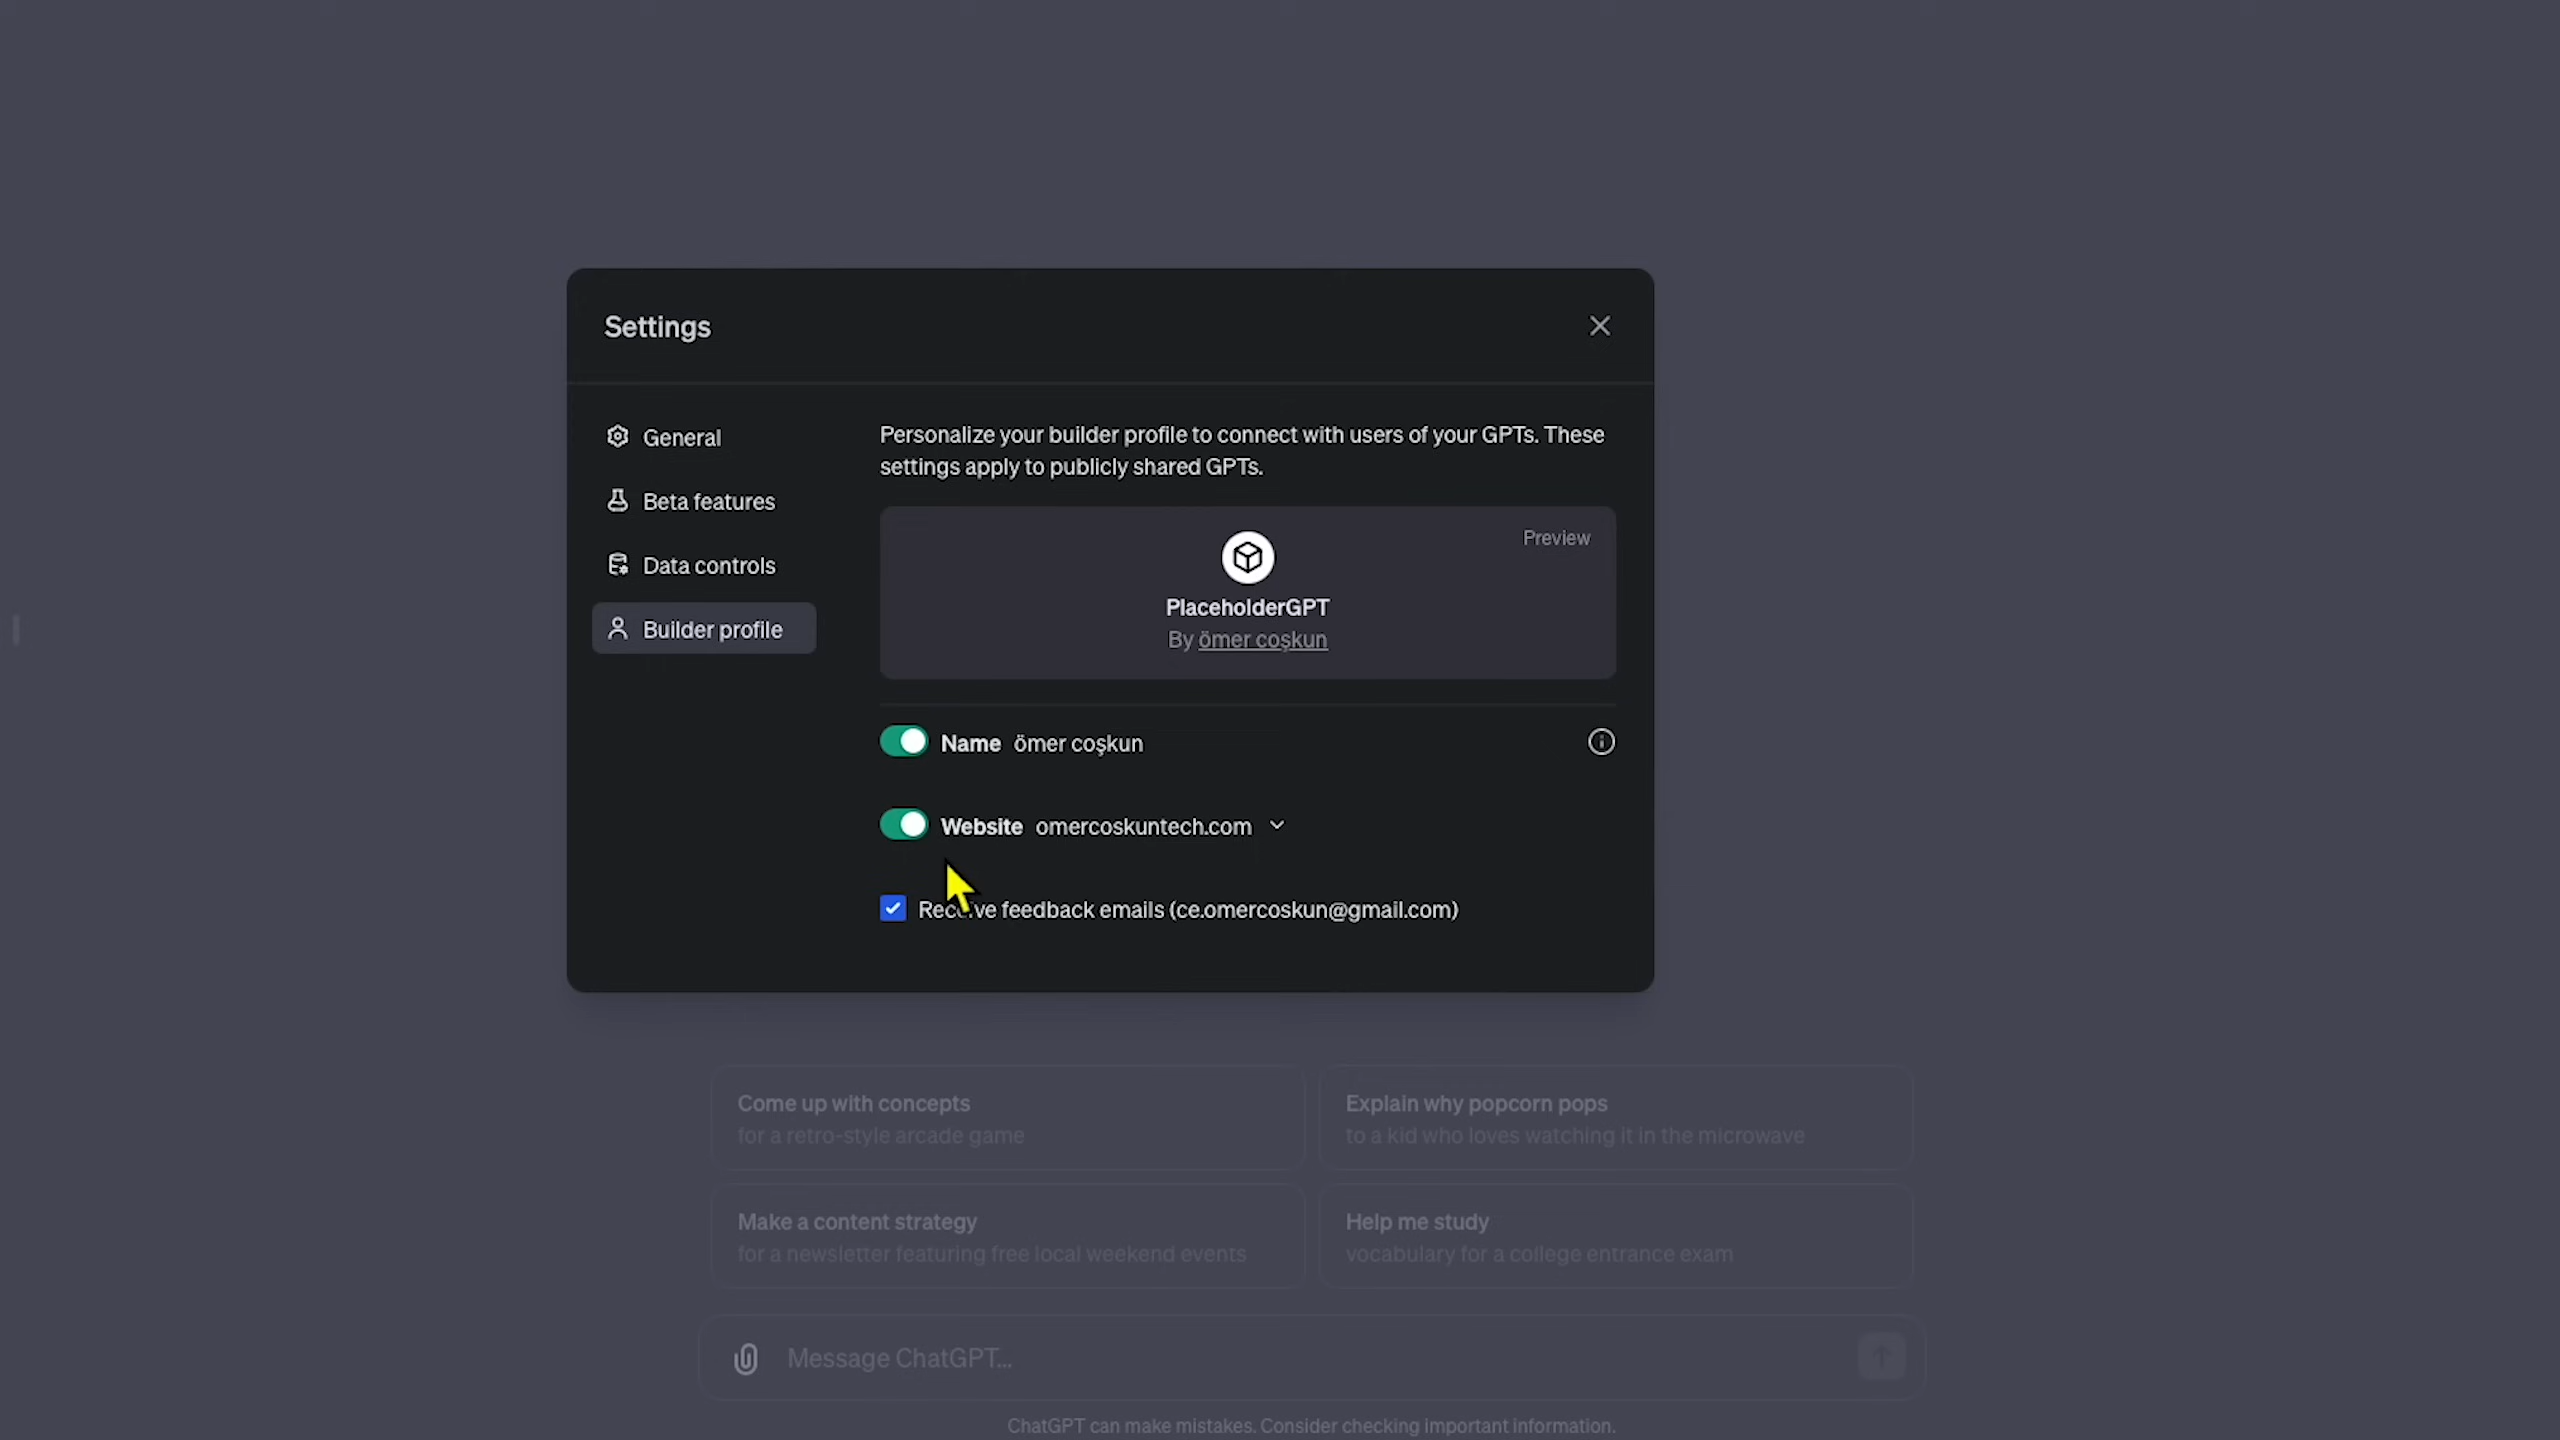 Settings
General
Beta features
Data controls
Builder profile
Personalize your builder profile to connect with users of your GPTs. These
settings apply to publicly shared GPTs.
Preview
PlaceholderGPT
By ömer coşkun
Name ömer coşkun
Website omercoskuntech.com
Receive feedback emails (ce.omercoskun@gmail.com)
Come up with concepts
for a retro-style arcade game
Explain why popcorn pops
to a kid who loves watching it in the microwave
Make a content strategy
for a newsletter featuring free local weekend events
Help me study
vocabulary for a college entrance exam
Message ChatGPT...
ChatGPT can make mistakes. Consider checking important information.